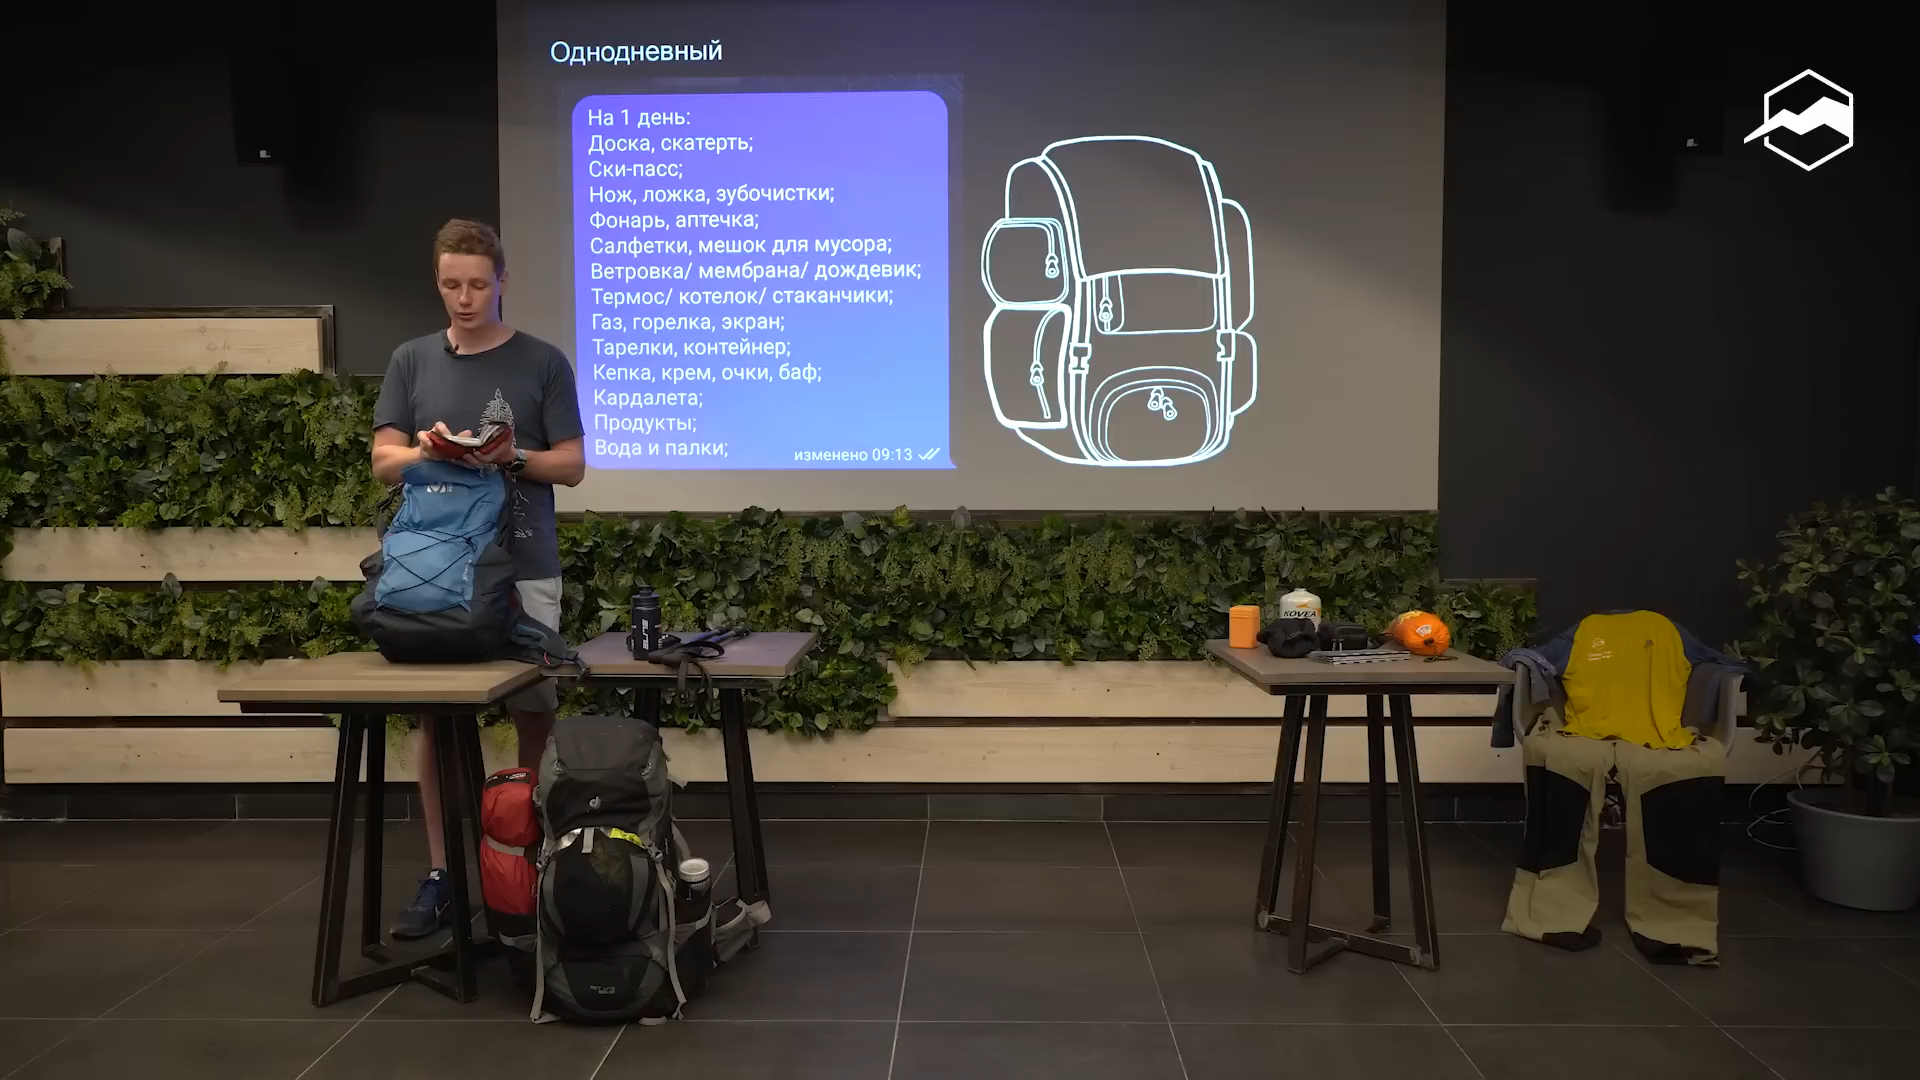 Однодневный
На 1 день:
Доска, скатерть;
Ски-пасс;
Нож, ложка, зубочистки;
Фонарь, аптечка;
Салфетки, мешок для мусора;
Ветровка/ мембрана/ дождевик;
Термос/ котелок/ стаканчики;
Газ, горелка, экран;
Тарелки, контейнер;
Кепка, крем, очки, баф;
Кардалета;
Продукты;
Вода и палки;
изменено 09:13
KOVEA